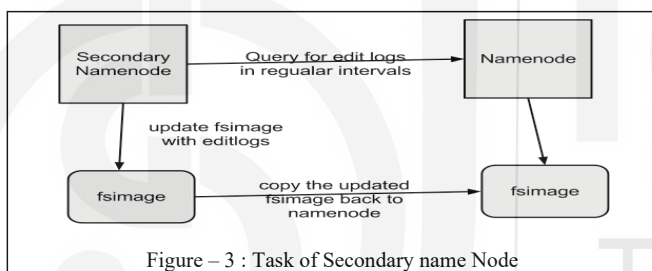 Secondary
Namenode
Query for edit logs
in regualar intervals
Namenode
update fsimage
with editlogs
fsimage
copy the updated
fsimage back to
namenode
fsimage
Figure – 3 : Task of Secondary name Node